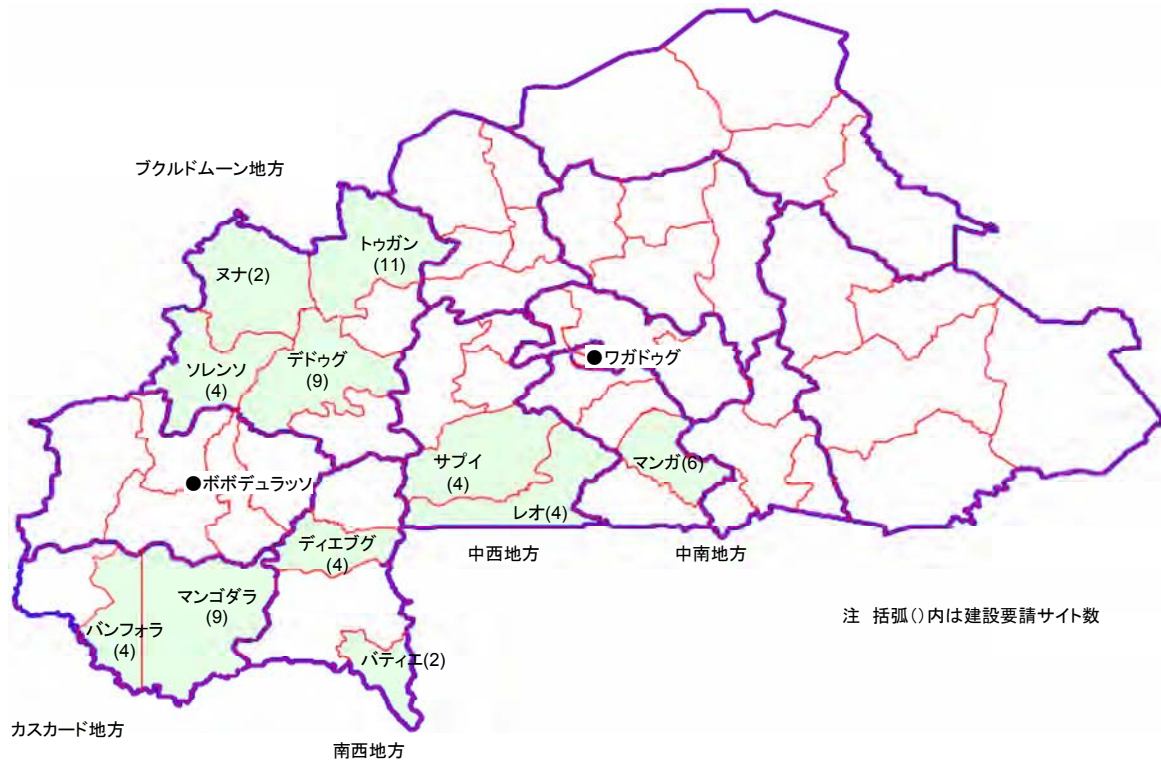 ブクルドムーン地方
トゥガン
(11)
ヌナ(2)
ソレンソ
(4)
デドゥグ
(9)
●ワガドゥグ
サプイ
(4)
マンガ(6)
●ボボデュラッソ
レオ(4)
ディエブグ
(4)
中西地方
中南地方
マンゴダラ
(9)
バンフォラ
(4)
バティエ(2)
注 括弧()内は建設要請サイト数
カスカード地方
南西地方